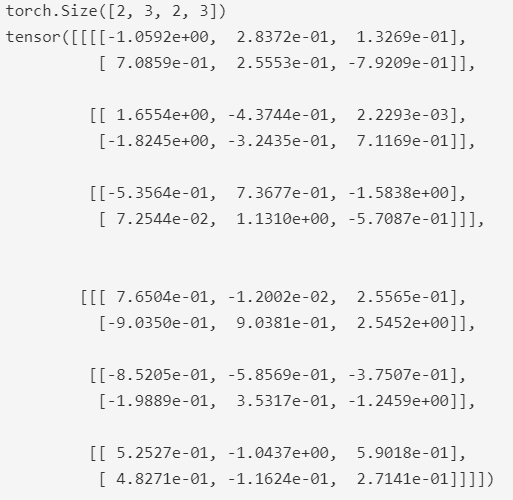 torch.Size([2, 3, 2, 3])
tensor([[[[-1.0592e+00,  2.8372e-01,  1.3269e-01],
          [ 7.0859e-01,  2.5553e-01, -7.9209e-01]],
         [[ 1.6554e+00, -4.3744e-01,  2.2293e-03],
          [-1.8245e+00, -3.2435e-01,  7.1169e-01]],
         [[-5.3564e-01,  7.3677e-01, -1.5838e+00],
          [ 7.2544e-02,  1.1310e+00, -5.7087e-01]]],
        [[[ 7.6504e-01, -1.2002e-02,  2.5565e-01],
          [-9.0350e-01,  9.0381e-01,  2.5452e+00]],
         [[-8.5205e-01, -5.8569e-01, -3.7507e-01],
          [-1.9889e-01,  3.5317e-01, -1.2459e+00]],
         [[ 5.2527e-01, -1.0437e+00,  5.9018e-01],
          [ 4.8271e-01, -1.1624e-01,  2.7141e-01]]]])